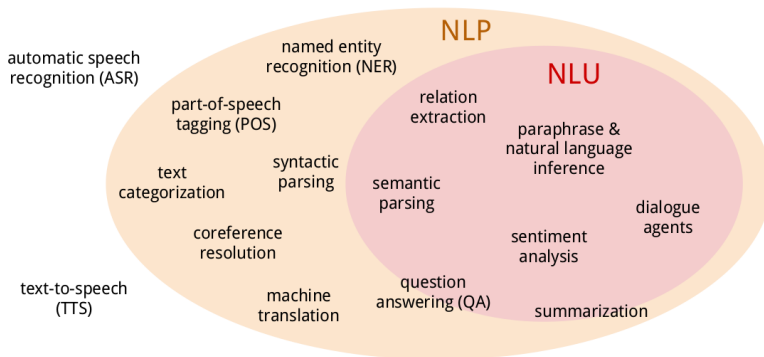 NLP
named entity
recognition (NER)
automatic speech
recognition (ASR)
NLU
relation
extraction
part-of-speech
tagging (POS)
paraphrase &
natural language
inference
syntactic
parsing
text
categorization
semantic
parsing
dialogue
agents
coreference
resolution
sentiment
analysis
question
answering (QA)
text-to-speech
(TTS)
machine
translation
summarization